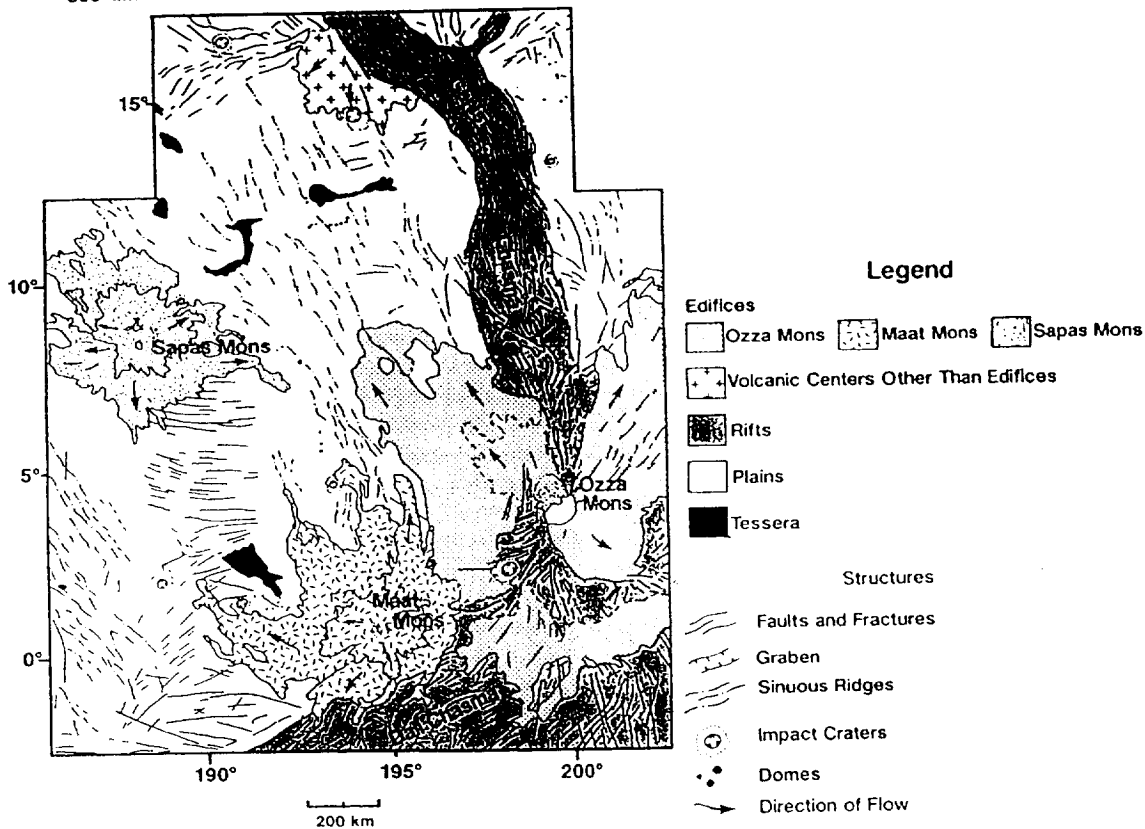 15°
10°
5°
0°
190°
195°
200°
200 km
Sapas Mons
Ozza
Mons
Maat
Mons
Legend
Edifices
Ozza Mons
Maat Mons
Sapas Mons
Volcanic Centers Other Than Edifices
Rifts
Plains
Tessera
Structures
Faults and Fractures
Graben
Sinuous Ridges
Impact Craters
Domes
Direction of Flow